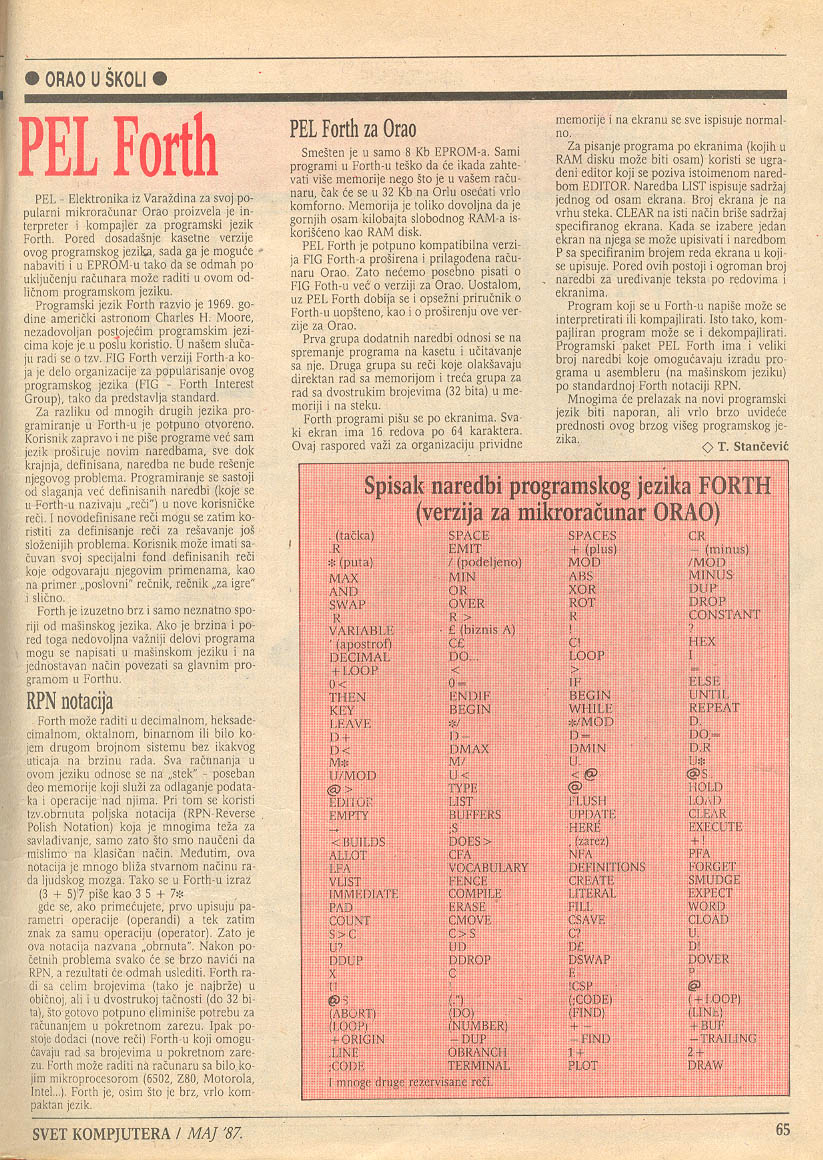 ● ORAO U ŠKOLI ●
PEL Forth
PEL – Elektronika iz Varaždina za svoj po-
pularni mikroračunar Orao proizvela je in-
terpreter i kompajler za programski jezik
Forth. Pored dosadašnje kasetne verzije
ovog programskog jezika, sada ga je moguće
nabaviti i u EPROM-u tako da se odmah po
uključenju računara može raditi u ovom od-
ličnom programskom jeziku.
Programski jezik Forth razvio je 1969. go-
dine američki astronom Charles H. Moore,
nezadovoljan postojećim programskim jezi-
cima koje je u poslu koristio. U našem sluča-
ju radi se o tzv. FIG Forth verziji Forth-a ko-
ja je delo organizacije za popularisanje ovog
programskog jezika (FIG – Forth Interest
Group), tako da predstavlja standard.
Za razliku od mnogih drugih jezika pro-
gramiranje u Forth-u je potpuno otvoreno.
Korisnik zapravo i ne piše programe već sam
jezik proširuje novim naredbama, sve dok
krajnja, definisana, naredba ne bude rešenje
njegovog problema. Programiranje se sastoji
od slaganja već definisanih naredbi (koje se
u Forth-u nazivaju „reči”) u nove korisničke
reči. I novodefinisane reči mogu se zatim ko-
ristiti za definisanje reči za rešavanje još
složenijih problema. Korisnik može imati sa-
čuvan svoj specijalni fond definisanih reči
koje odgovaraju njegovim primenama, kao
na primer „poslovni” rečnik, rečnik „za igre”
i slično.
Forth je izuzetno brz i samo neznatno spo-
riji od mašinskog jezika. Ako je brzina i po-
red toga nedovoljna važniji delovi programa
mogu se napisati u mašinskom jeziku i na
jednostavan način povezati sa glavnim pro-
gramom u Forthu.
RPN notacija
Forth može raditi u decimalnom, heksade-
cimalnom, oktalnom, binarnom ili bilo ko-
jem drugom brojnom sistemu bez ikakvog
uticaja na brzinu rada. Sva računanja u
ovom jeziku odnose se na „stek” – poseban
deo memorije koji služi za odlaganje podata-
ka i operacije nad njima. Pri tom se koristi
tzv.obrnuta poljska notacija (RPN-Reverse
Polish Notation) koja je mnogima teža za
savlađivanje, samo zato što smo naučeni da
mislimo na klasičan način. Međutim, ova
notacija je mnogo bliža stvarnom načinu ra-
da ljudskog mozga. Tako se u Forth-u izraz
(3 + 5)7 piše kao 3 5 + 7*
gde se, ako primećujete, prvo upisuju pa-
rametri operacije (operandi) a tek zatim
znak za samu operaciju (operator). Zato je
ova notacija nazvana „obrnuta”. Nakon po-
četnih problema svako će se brzo navići na
RPN, a rezultati će odmah uslediti. Forth ra-
di sa celim brojevima (tako je najbrže) u
običnoj, ali i u dvostrukoj tačnosti (do 32 bi-
ta), što gotovo potpuno eliminiše potrebu za
računanjem u pokretnom zarezu. Ipak po-
stoje dodaci (nove reči) Forth-u koji omogu-
ćavaju rad sa brojevima u pokretnom zare-
zu. Forth može raditi na računaru sa bilo ko-
jim mikroprocesorom (6502, Z80, Motorola,
Intel...). Forth je, osim što je brz, vrlo kom-
paktan jezik.
PEL Forth za Orao
Smešten je u samo 8 Kb EPROM-a. Sami
programi u Forth-u teško da će ikada zahte-
vati više memorije nego što je u vašem raču-
naru, čak će se u 32 Kb na Orlu osećati vrlo
komforno. Memorija je toliko dovoljna da je
gornjih osam kilobajta slobodnog RAM-a is-
korišćeno kao RAM disk.
PEL Forth je potpuno kompatibilna verzi-
ja FIG Forth-a proširena i prilagođena raču-
naru Orao. Zato nećemo posebno pisati o
FIG Foth-u već o verziji za Orao. Uostalom,
uz PEL Forth dobija se i opsežni priručnik o
Forth-u uopšteno, kao i o proširenju ove ver-
zije za Orao.
Prva grupa dodatnih naredbi odnosi se na
spremanje programa na kasetu i učitavanje
sa nje. Druga grupa su reči koje olakšavaju
direktan rad sa memorijom i treća grupa za
rad sa dvostrukim brojevima (32 bita) u me-
moriji i na steku.
Forth programi pišu se po ekranima. Sva-
ki ekran ima 16 redova po 64 karaktera.
Ovaj raspored važi za organizaciju prividne
memorije i na ekranu se sve ispisuje normal-
no.
Za pisanje programa po ekranima (kojih u
RAM disku može biti osam) koristi se ugra-
đeni editor koji se poziva istoimenom nared-
bom EDITOR. Naredba LIST ispisuje sadržaj
jednog od osam ekrana. Broj ekrana je na
vrhu steka. CLEAR na isti način briše sadržaj
specifiranog ekrana. Kada se izabere jedan
ekran na njega se može upisivati i naredbom
P sa specifiranim brojem reda ekrana u koji-
se upisuje. Pored ovih postoji i ogroman broj
naredbi za uređivanje teksta po redovima i
ekranima.
Program koji se u Forth-u napiše može se
interpretirati ili kompajlirati. Isto tako, kom-
pajliran program može se i dekompajlirati.
Programski paket PEL Forth ima i veliki
broj naredbi koje omogućavaju izradu pro-
grama u asembleru (na mašinskom jeziku)
po standardnoj Forth notaciji RPN.
Mnogima će prelazak na novi programski
jezik biti naporan, ali vrlo brzo uvideće
prednosti ovog brzog višeg programskog je-
zika.
◇ T. Stančević
Spisak naredbi programskog jezika FORTH
(verzija za mikroračunar ORAO)
. (tačka) SPACE SPACES CR
.R EMIT + (plus) – (minus)
* (puta) / (podeljeno) MOD /MOD
MAX MIN ABS MINUS
AND OR XOR DUP
SWAP OVER ROT DROP
R R > R CONSTANT
VARIABLE £ (biznis A) ! ?
' (apostrof) C£ C! HEX
DECIMAL DO... LOOP I
+LOOP < > =
0< 0= IF ELSE
THEN ENDIF BEGIN UNTIL
KEY BEGIN WHILE REPEAT
LEAVE */ */MOD D.
D+ D– D= DO=
D< DMAX DMIN D.R
M* M/ U. U*
U/MOD U< <@ @S
@> TYPE @ HOLD
EDITOR LIST FLUSH LOAD
EMPTY BUFFERS UPDATE CLEAR
→ ;S HERE EXECUTE
<BUILDS DOES> , (zarez) +!
ALLOT CFA NFA PFA
LFA VOCABULARY DEFINITIONS FORGET
VLIST FENCE CREATE SMUDGE
IMMEDIATE COMPILE LITERAL EXPECT
PAD ERASE FILL WORD
COUNT CMOVE CSAVE CLOAD
S>C C>S C? U.
U? UD D£ D!
DDUP DDROP DSWAP DOVER
X C E P
U I !CSP @
@S (.") (;CODE) (+LOOP)
(ABORT) (DO) (FIND) (LINE)
(LOOP) (NUMBER) +– +BUF
+ORIGIN –DUP –FIND –TRAILING
.LINE OBRANCH 1+ 2+
;CODE TERMINAL PLOT DRAW
I mnoge druge rezervisane reči.
SVET KOMPJUTERA / MAJ '87.
65